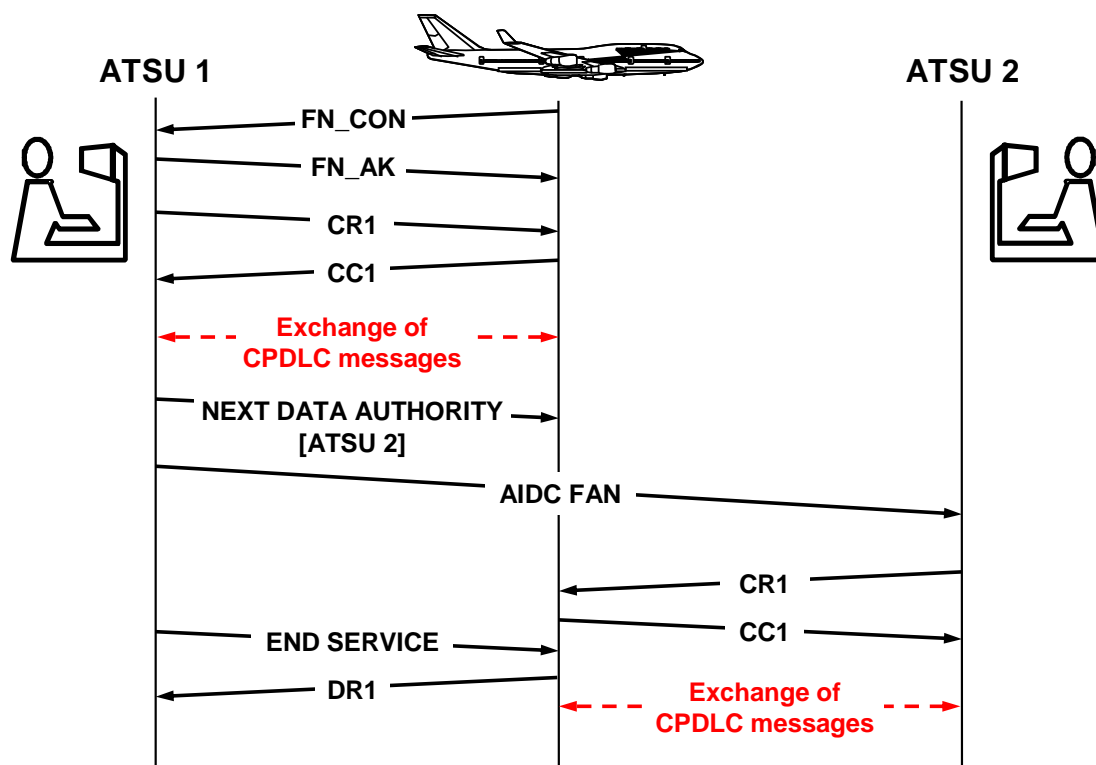 ATSU 1
ATSU 2
FN_CON
FN_AK
CR1
CC1
Exchange of
CPDLC messages
NEXT DATA AUTHORITY
[ATSU 2]
AIDC FAN
CR1
CC1
END SERVICE
DR1
Exchange of
CPDLC messages